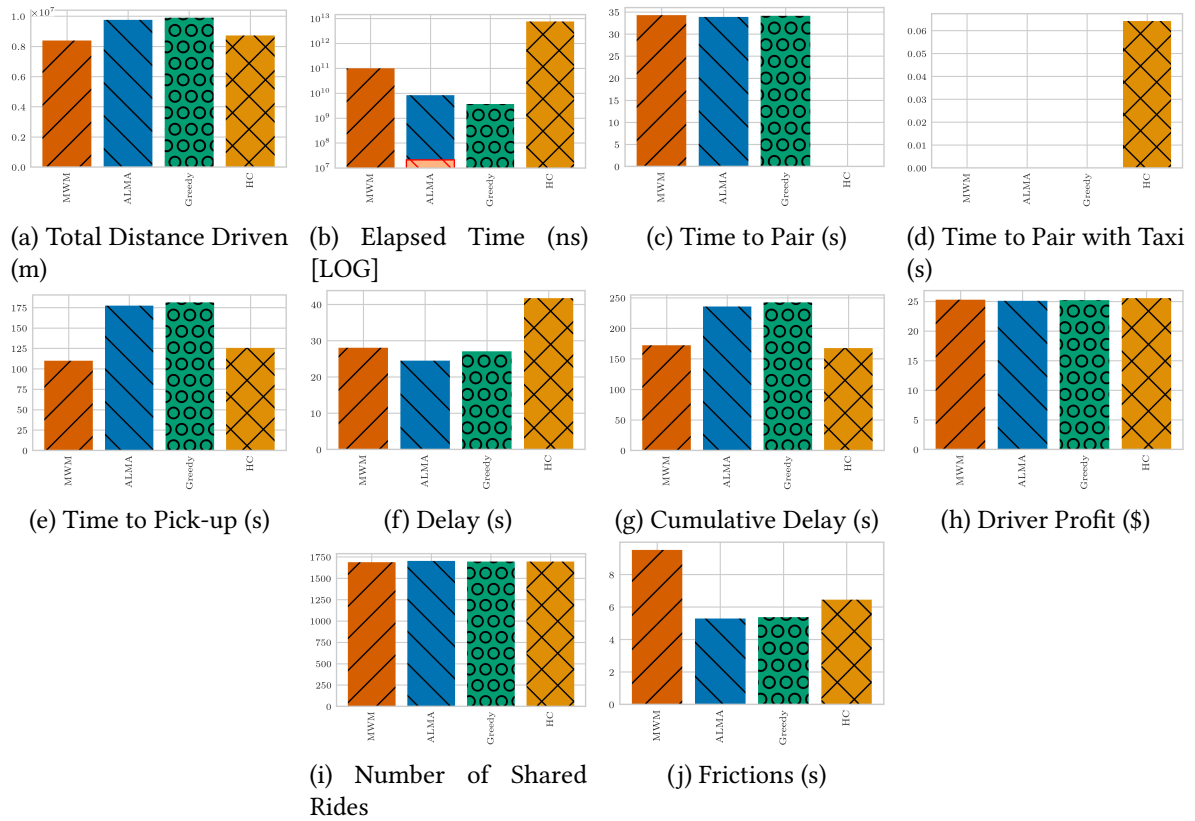 ×10⁷
1.0
0.8
0.6
0.4
0.2
0.0
MWM
ALMA
Greedy
HC
(a) Total Distance Driven
(m)
10¹³
10¹²
10¹¹
10¹⁰
10⁹
10⁸
10⁷
MWM
ALMA
Greedy
HC
(b) Elapsed Time (ns)
[LOG]
35
30
25
20
15
10
5
0
MWM
ALMA
Greedy
HC
(c) Time to Pair (s)
0.06
0.05
0.04
0.03
0.02
0.01
0.00
MWM
ALMA
Greedy
HC
(d) Time to Pair with Taxi
(s)
175
150
125
100
75
50
25
0
MWM
ALMA
Greedy
HC
(e) Time to Pick-up (s)
40
30
20
10
0
MWM
ALMA
Greedy
HC
(f) Delay (s)
250
200
150
100
50
0
MWM
ALMA
Greedy
HC
(g) Cumulative Delay (s)
25
20
15
10
5
0
MWM
ALMA
Greedy
HC
(h) Driver Profit ($)
1750
1500
1250
1000
750
500
250
0
MWM
ALMA
Greedy
HC
(i) Number of Shared
Rides
8
6
4
2
0
MWM
ALMA
Greedy
HC
(j) Frictions (s)